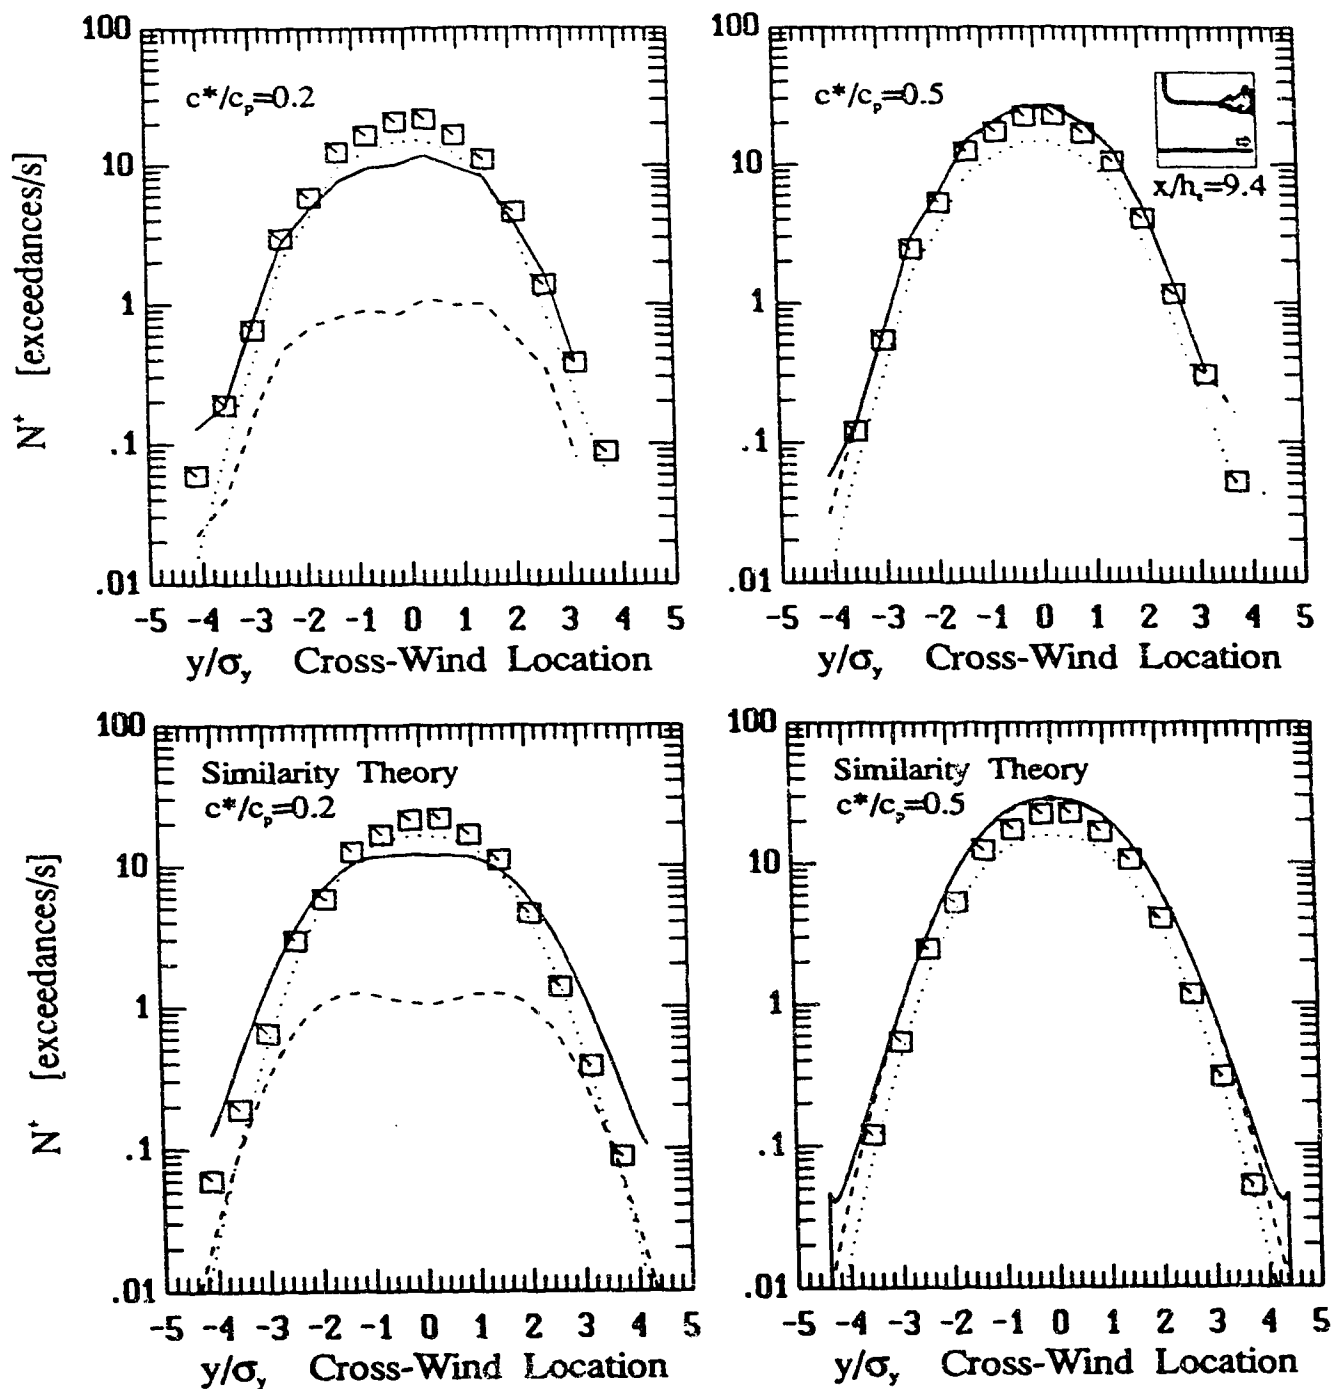 100
c*/cₚ=0.2
10
1
.1
.01
-5 -4 -3 -2 -1 0 1 2 3 4 5
y/σᵧ Cross-Wind Location
N⁺ [exceedances/s]
100
c*/cₚ=0.5
x/hₜ=9.4
10
1
.1
.01
-5 -4 -3 -2 -1 0 1 2 3 4 5
y/σᵧ Cross-Wind Location
100
Similarity Theory
c*/cₚ=0.2
10
1
.1
.01
-5 -4 -3 -2 -1 0 1 2 3 4 5
y/σᵧ Cross-Wind Location
N⁺ [exceedances/s]
100
Similarity Theory
c*/cₚ=0.5
10
1
.1
.01
-5 -4 -3 -2 -1 0 1 2 3 4 5
y/σᵧ Cross-Wind Location